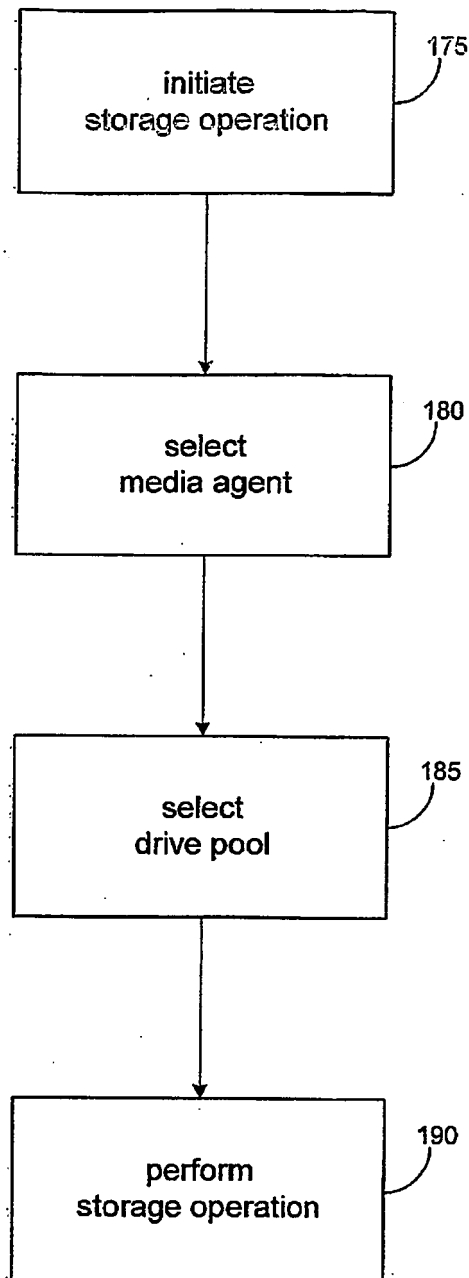 initiate
storage operation
175
select
media agent
180
select
drive pool
185
perform
storage operation
190